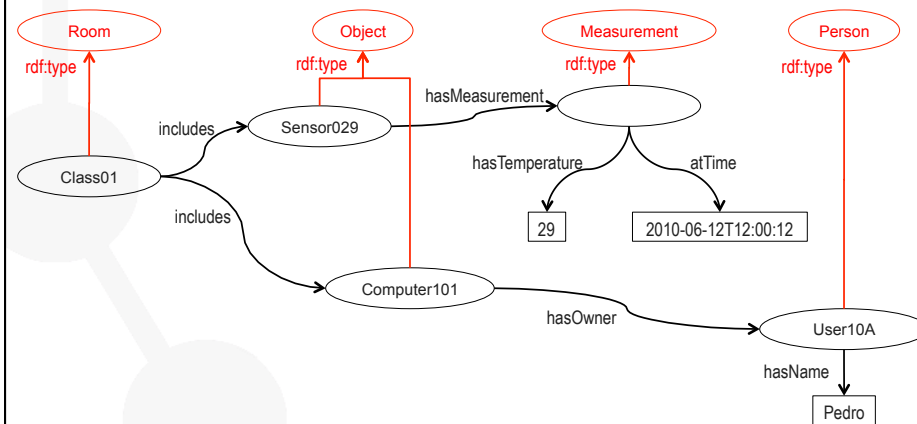 Room
Object
Measurement
Person
rdf:type
rdf:type
rdf:type
rdf:type
hasMeasurement
includes
Sensor029
hasTemperature
atTime
Class01
includes
29
2010-06-12T12:00:12
Computer101
hasOwner
User10A
hasName
Pedro